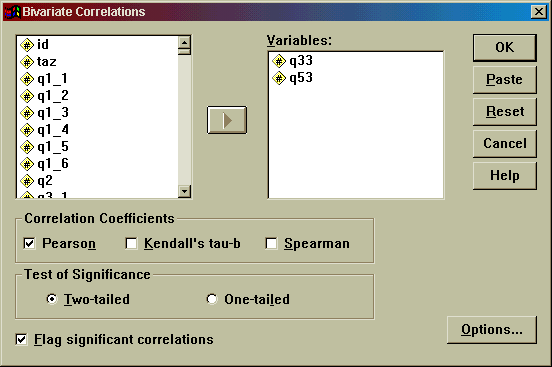 Bivariate Correlations
id
taz
q1_1
q1_2
q1_3
q1_4
q1_5
q1_6
q2
q3_1
Variables:
q33
q53
OK
Paste
Reset
Cancel
Help
Correlation Coefficients
Pearson
Kendall's tau-b
Spearman
Test of Significance
Two-tailed
One-tailed
Flag significant correlations
Options...